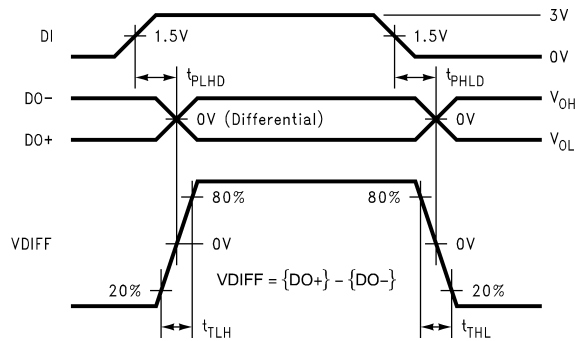 3V
DI
1.5V
1.5V
0V
tPLHD
tPHLD
DO-
VOH
0V (Differential)
0V
DO+
VOL
80%
80%
VDIFF
0V
0V
VDIFF = {DO+} - {DO-}
20%
20%
tTLH
tTHL